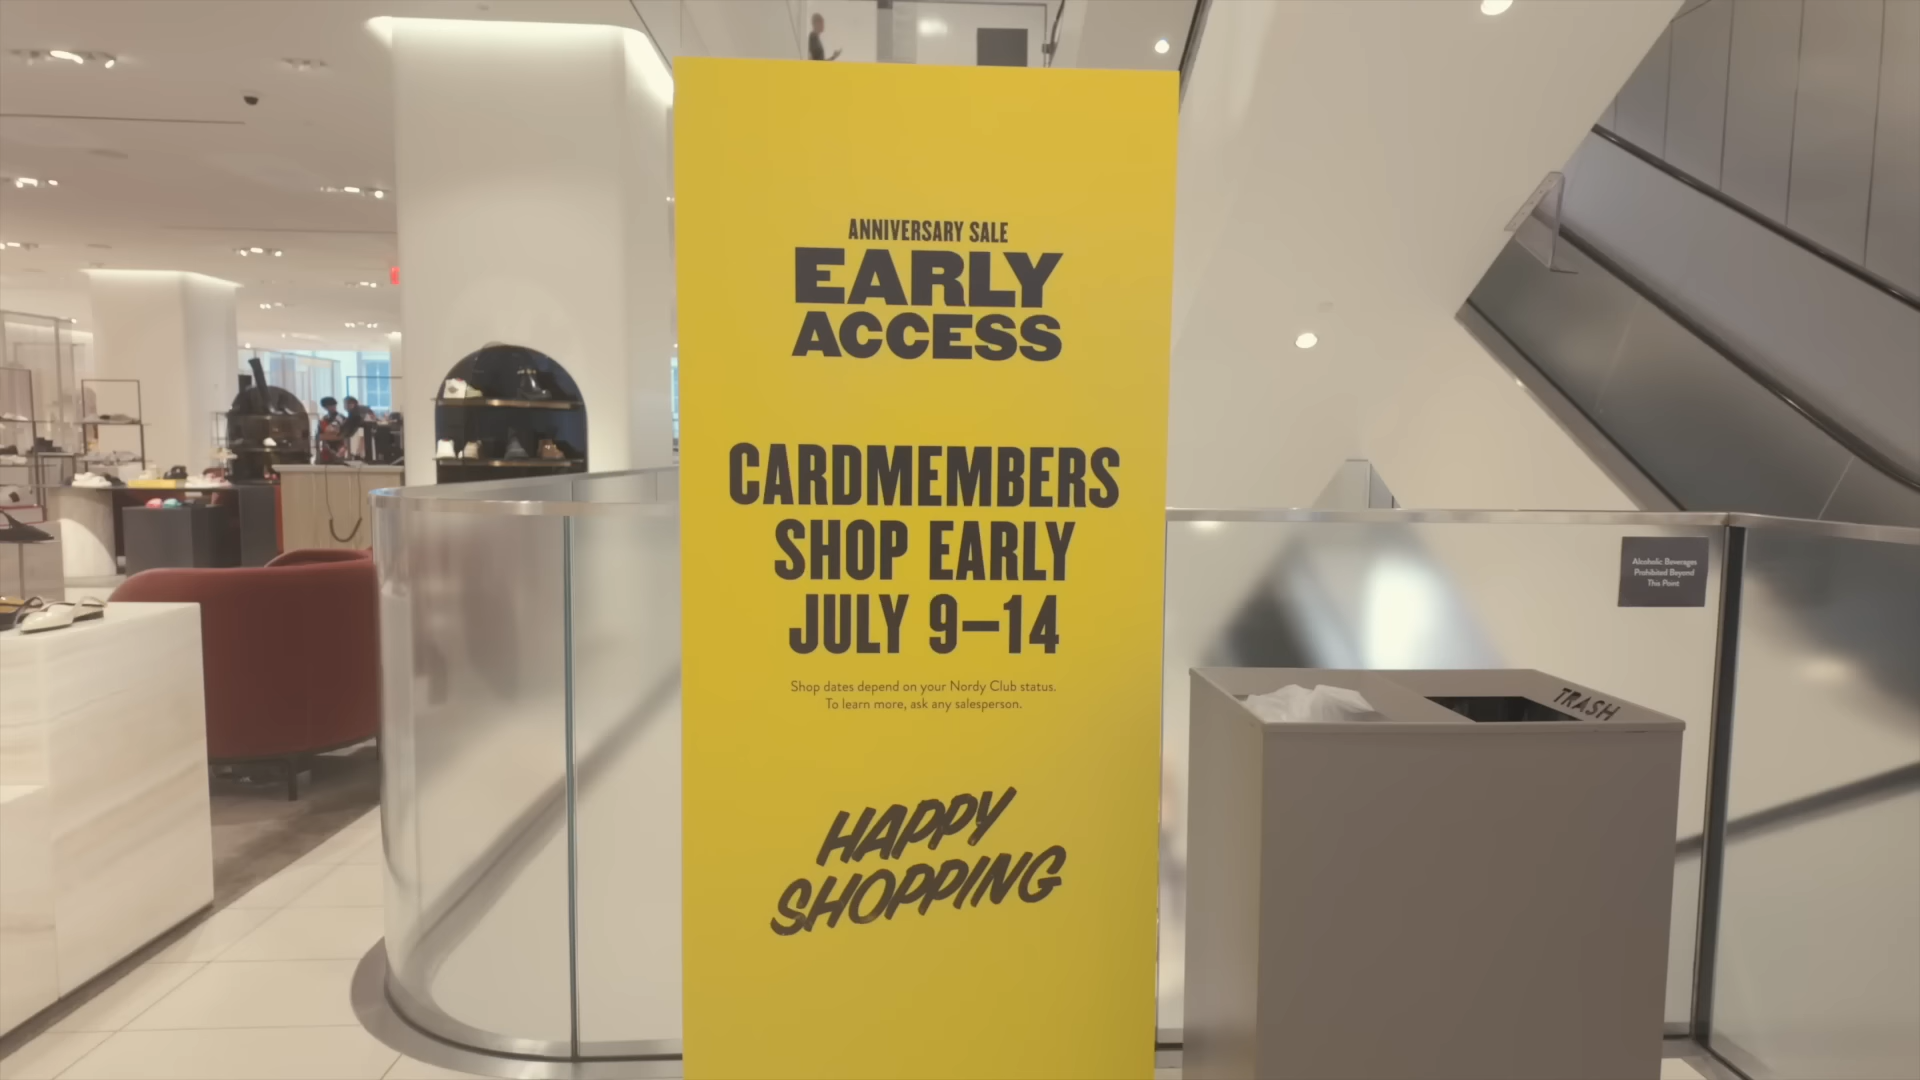 ANNIVERSARY SALE
EARLY
ACCESS
CARDMEMBERS
SHOP EARLY
JULY 9–14
Shop dates depend on your Nordy Club status.
To learn more, ask any salesperson.
HAPPY
SHOPPING
Alcoholic Beverages
Prohibited Beyond
This Point
TRASH